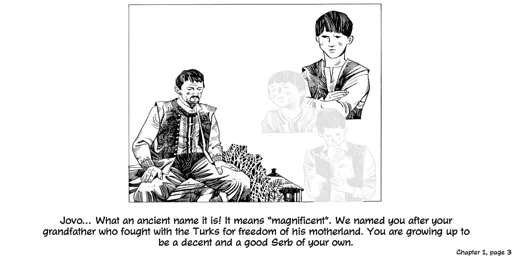 Jovo... What an ancient name it is! It means "magnificent". We named you after your
grandfather who fought with the Turks for freedom of his motherland. You are growing up to
be a decent and a good Serb of your own.
Chapter 1, page 3